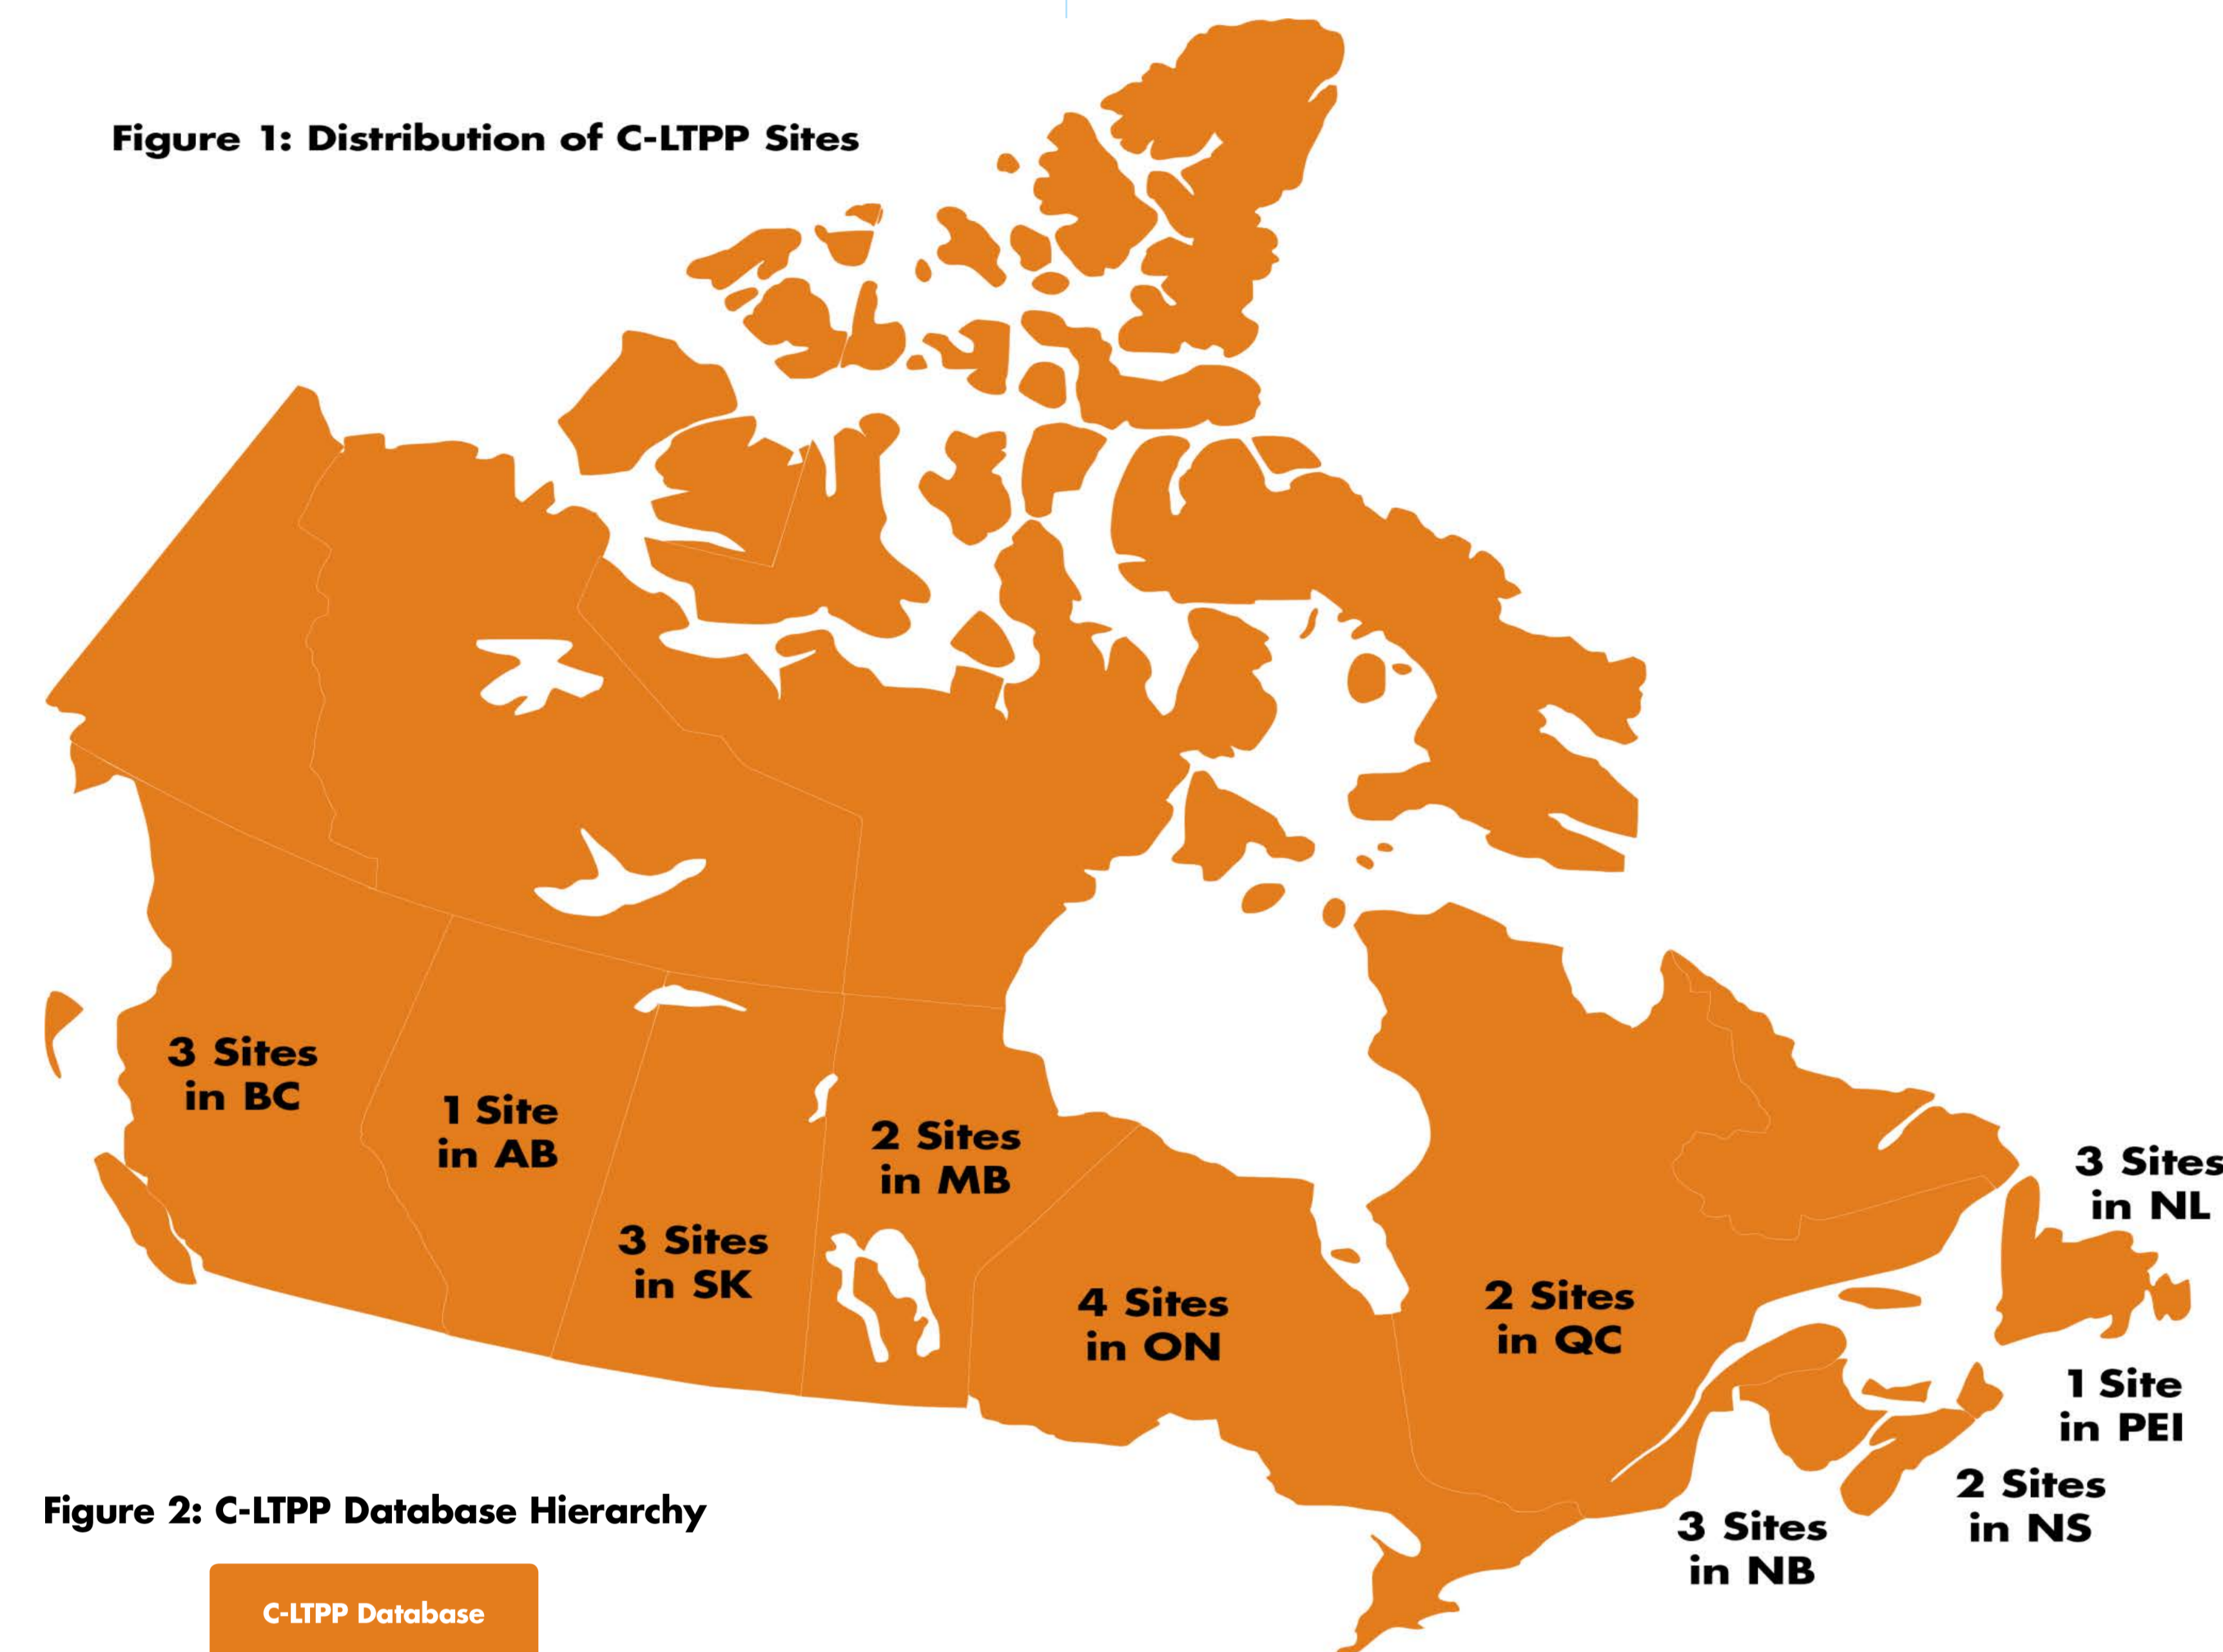 Figure 1: Distribution of C-LTPP Sites
3 Sites
in BC
1 Site
in AB
3 Sites
in SK
2 Sites
in MB
4 Sites
in ON
2 Sites
in QC
3 Sites
in NL
1 Site
in PEI
2 Sites
in NS
3 Sites
in NB
Figure 2: C-LTPP Database Hierarchy
C-LTPP Database